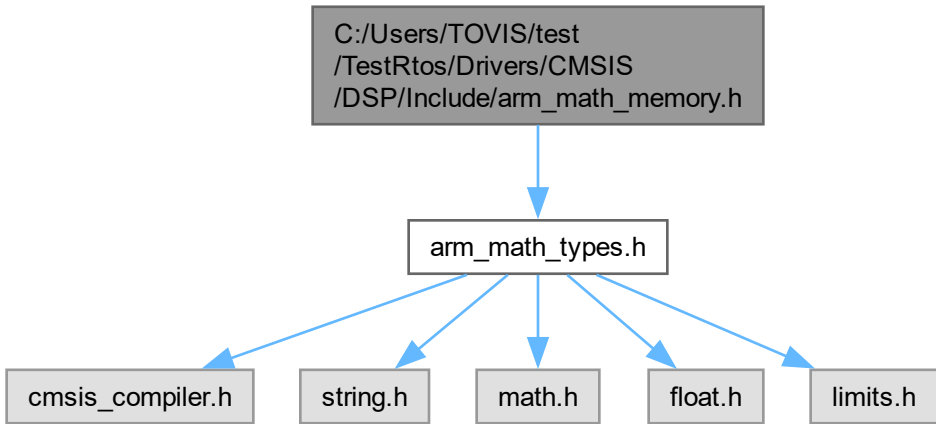 C:/Users/TOVIS/test
/TestRtos/Drivers/CMSIS
/DSP/Include/arm_math_memory.h
arm_math_types.h
cmsis_compiler.h
string.h
math.h
float.h
limits.h